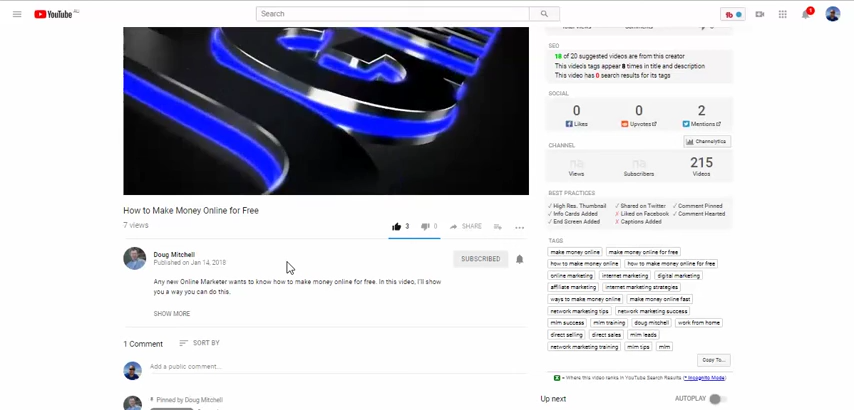 YouTube AU
Search
1
How to Make Money Online for Free
7 views
3
0
SHARE
Doug Mitchell
Published on Jan 14, 2018
SUBSCRIBED
Any new Online Marketer wants to know how to make money online for free. In this video, I'll show
you a way you can do this.
SHOW MORE
1 Comment
SORT BY
Add a public comment...
Pinned by Doug Mitchell
SEO
18 of 20 suggested videos are from this creator
This video's tags appear 8 times in title and description
This video has 0 search results for its tags
SOCIAL
0 0 2
Likes Upvotes Mentions
Channelytics
CHANNEL
n/a n/a 215
Views Subscribers Videos
BEST PRACTICES
High Res. Thumbnail Shared on Twitter Comment Pinned
Info Cards Added Liked on Facebook Comment Hearted
End Screen Added Captions Added
TAGS
make money online make money online for free
how to make money online how to make money online for free
online marketing internet marketing digital marketing
affiliate marketing internet marketing strategies
ways to make money online make money online fast
network marketing tips network marketing success
mlm success mlm training doug mitchell work from home
direct selling direct sales mlm leads
network marketing training mlm tips mlm
Copy To...
= Where this video ranks in YouTube Search Results (* Incognito Mode)
Up next
AUTOPLAY